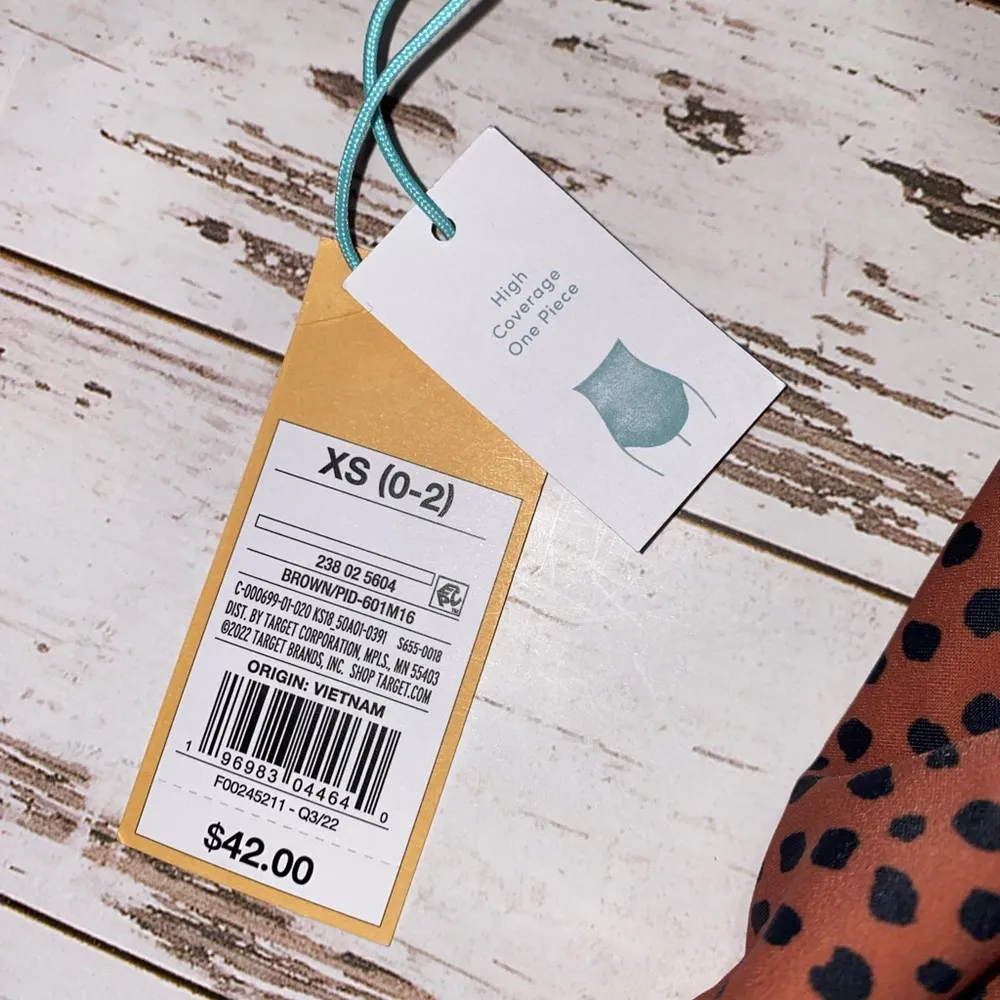 High
Coverage
One Piece
XS (0-2)
238 02 5604
BROWN/PID-601M16
C-000699-01-020 KS18_50A01-0391 S655-0018
DIST. BY TARGET CORPORATION, MPLS., MN 55403
©2022 TARGET BRANDS, INC. SHOP TARGET.COM
ORIGIN: VIETNAM
1 96983 04464 0
F00245211 - Q3/22
$42.00